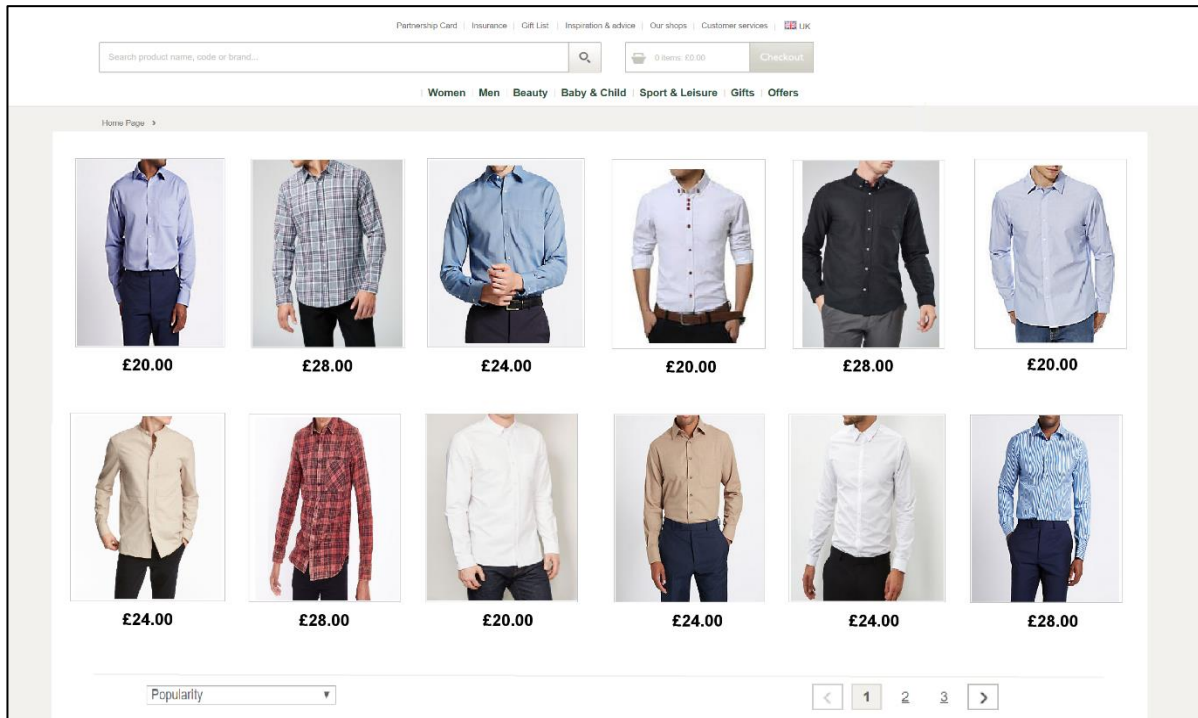 Partnership Card | Insurance | Gift List | Inspiration & advice | Our shops | Customer services | UK
Search product name, code or brand...
0 items: £0.00
Checkout
Women | Men | Beauty | Baby & Child | Sport & Leisure | Gifts | Offers
Home Page >
£20.00 £28.00 £24.00 £20.00 £28.00 £20.00
£24.00 £28.00 £20.00 £24.00 £24.00 £28.00
Popularity
< 1 2 3 >